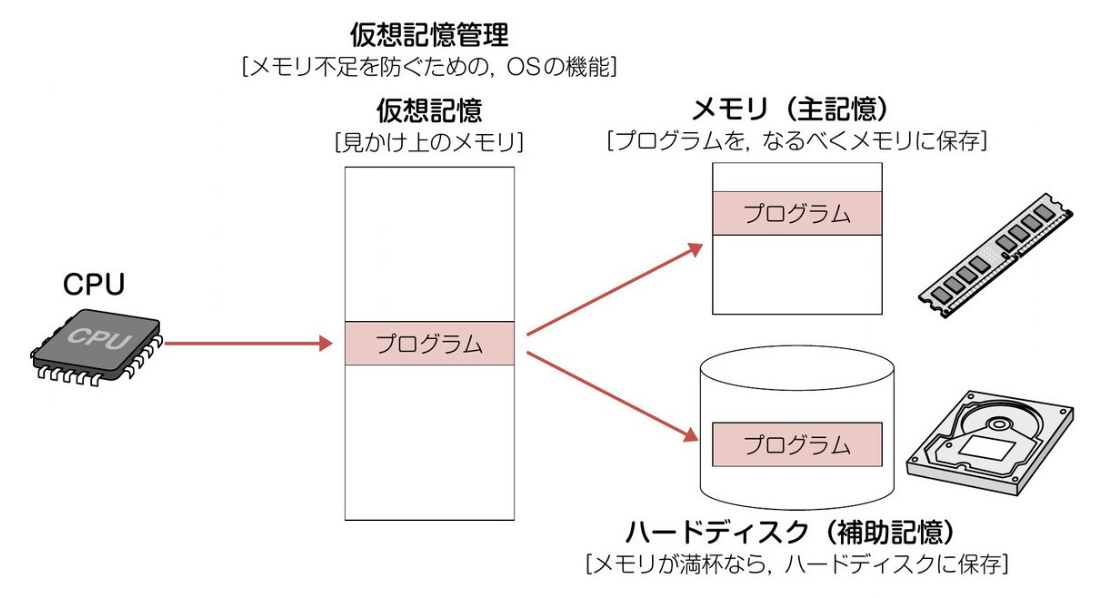 仮想記憶管理
[メモリ不足を防ぐための, OSの機能]
仮想記憶
[見かけ上のメモリ]
メモリ（主記憶）
[プログラムを, なるべくメモリに保存]
プログラム
CPU
CPU
プログラム
プログラム
ハードディスク（補助記憶）
[メモリが満杯なら, ハードディスクに保存]